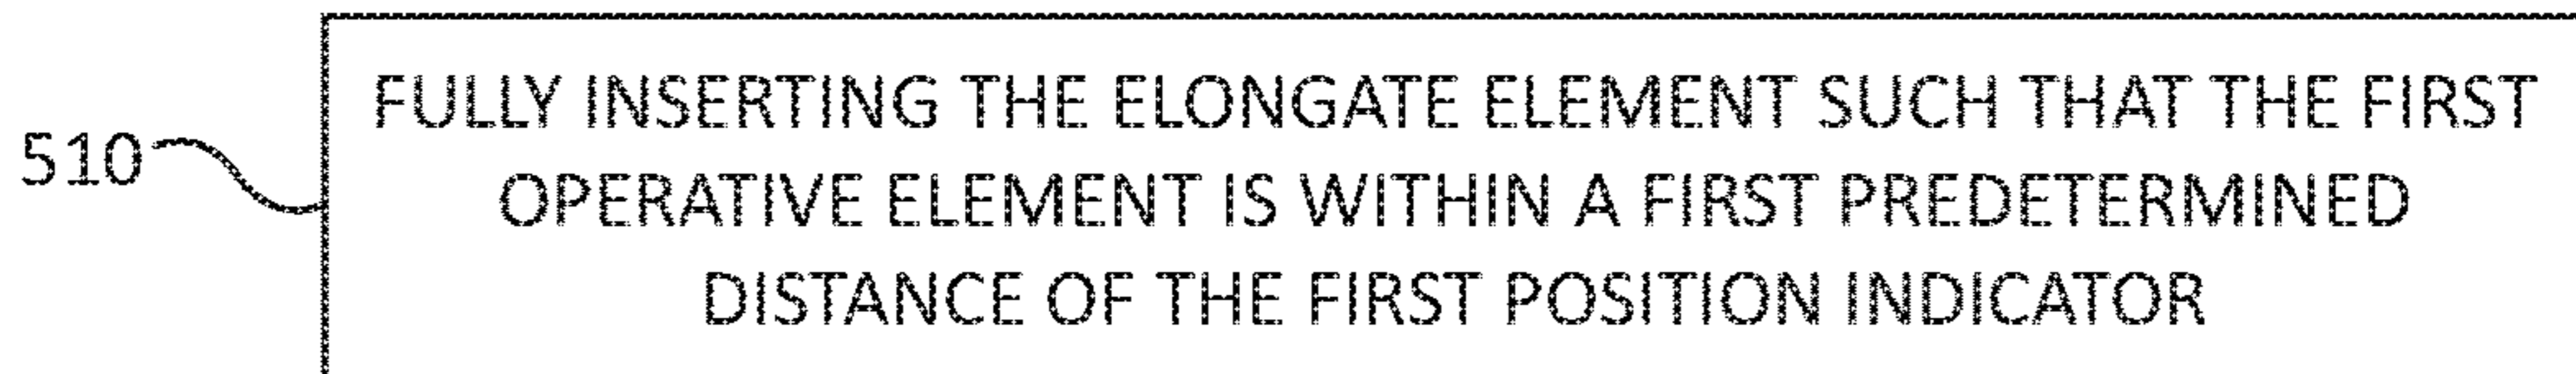 FULLY INSERTING THE ELONGATE ELEMENT SUCH THAT THE FIRST
510
OPERATIVE ELEMENT IS WITHIN A FIRST PREDETERMINED
DISTANCE OF THE FIRST POSITION INDICATOR